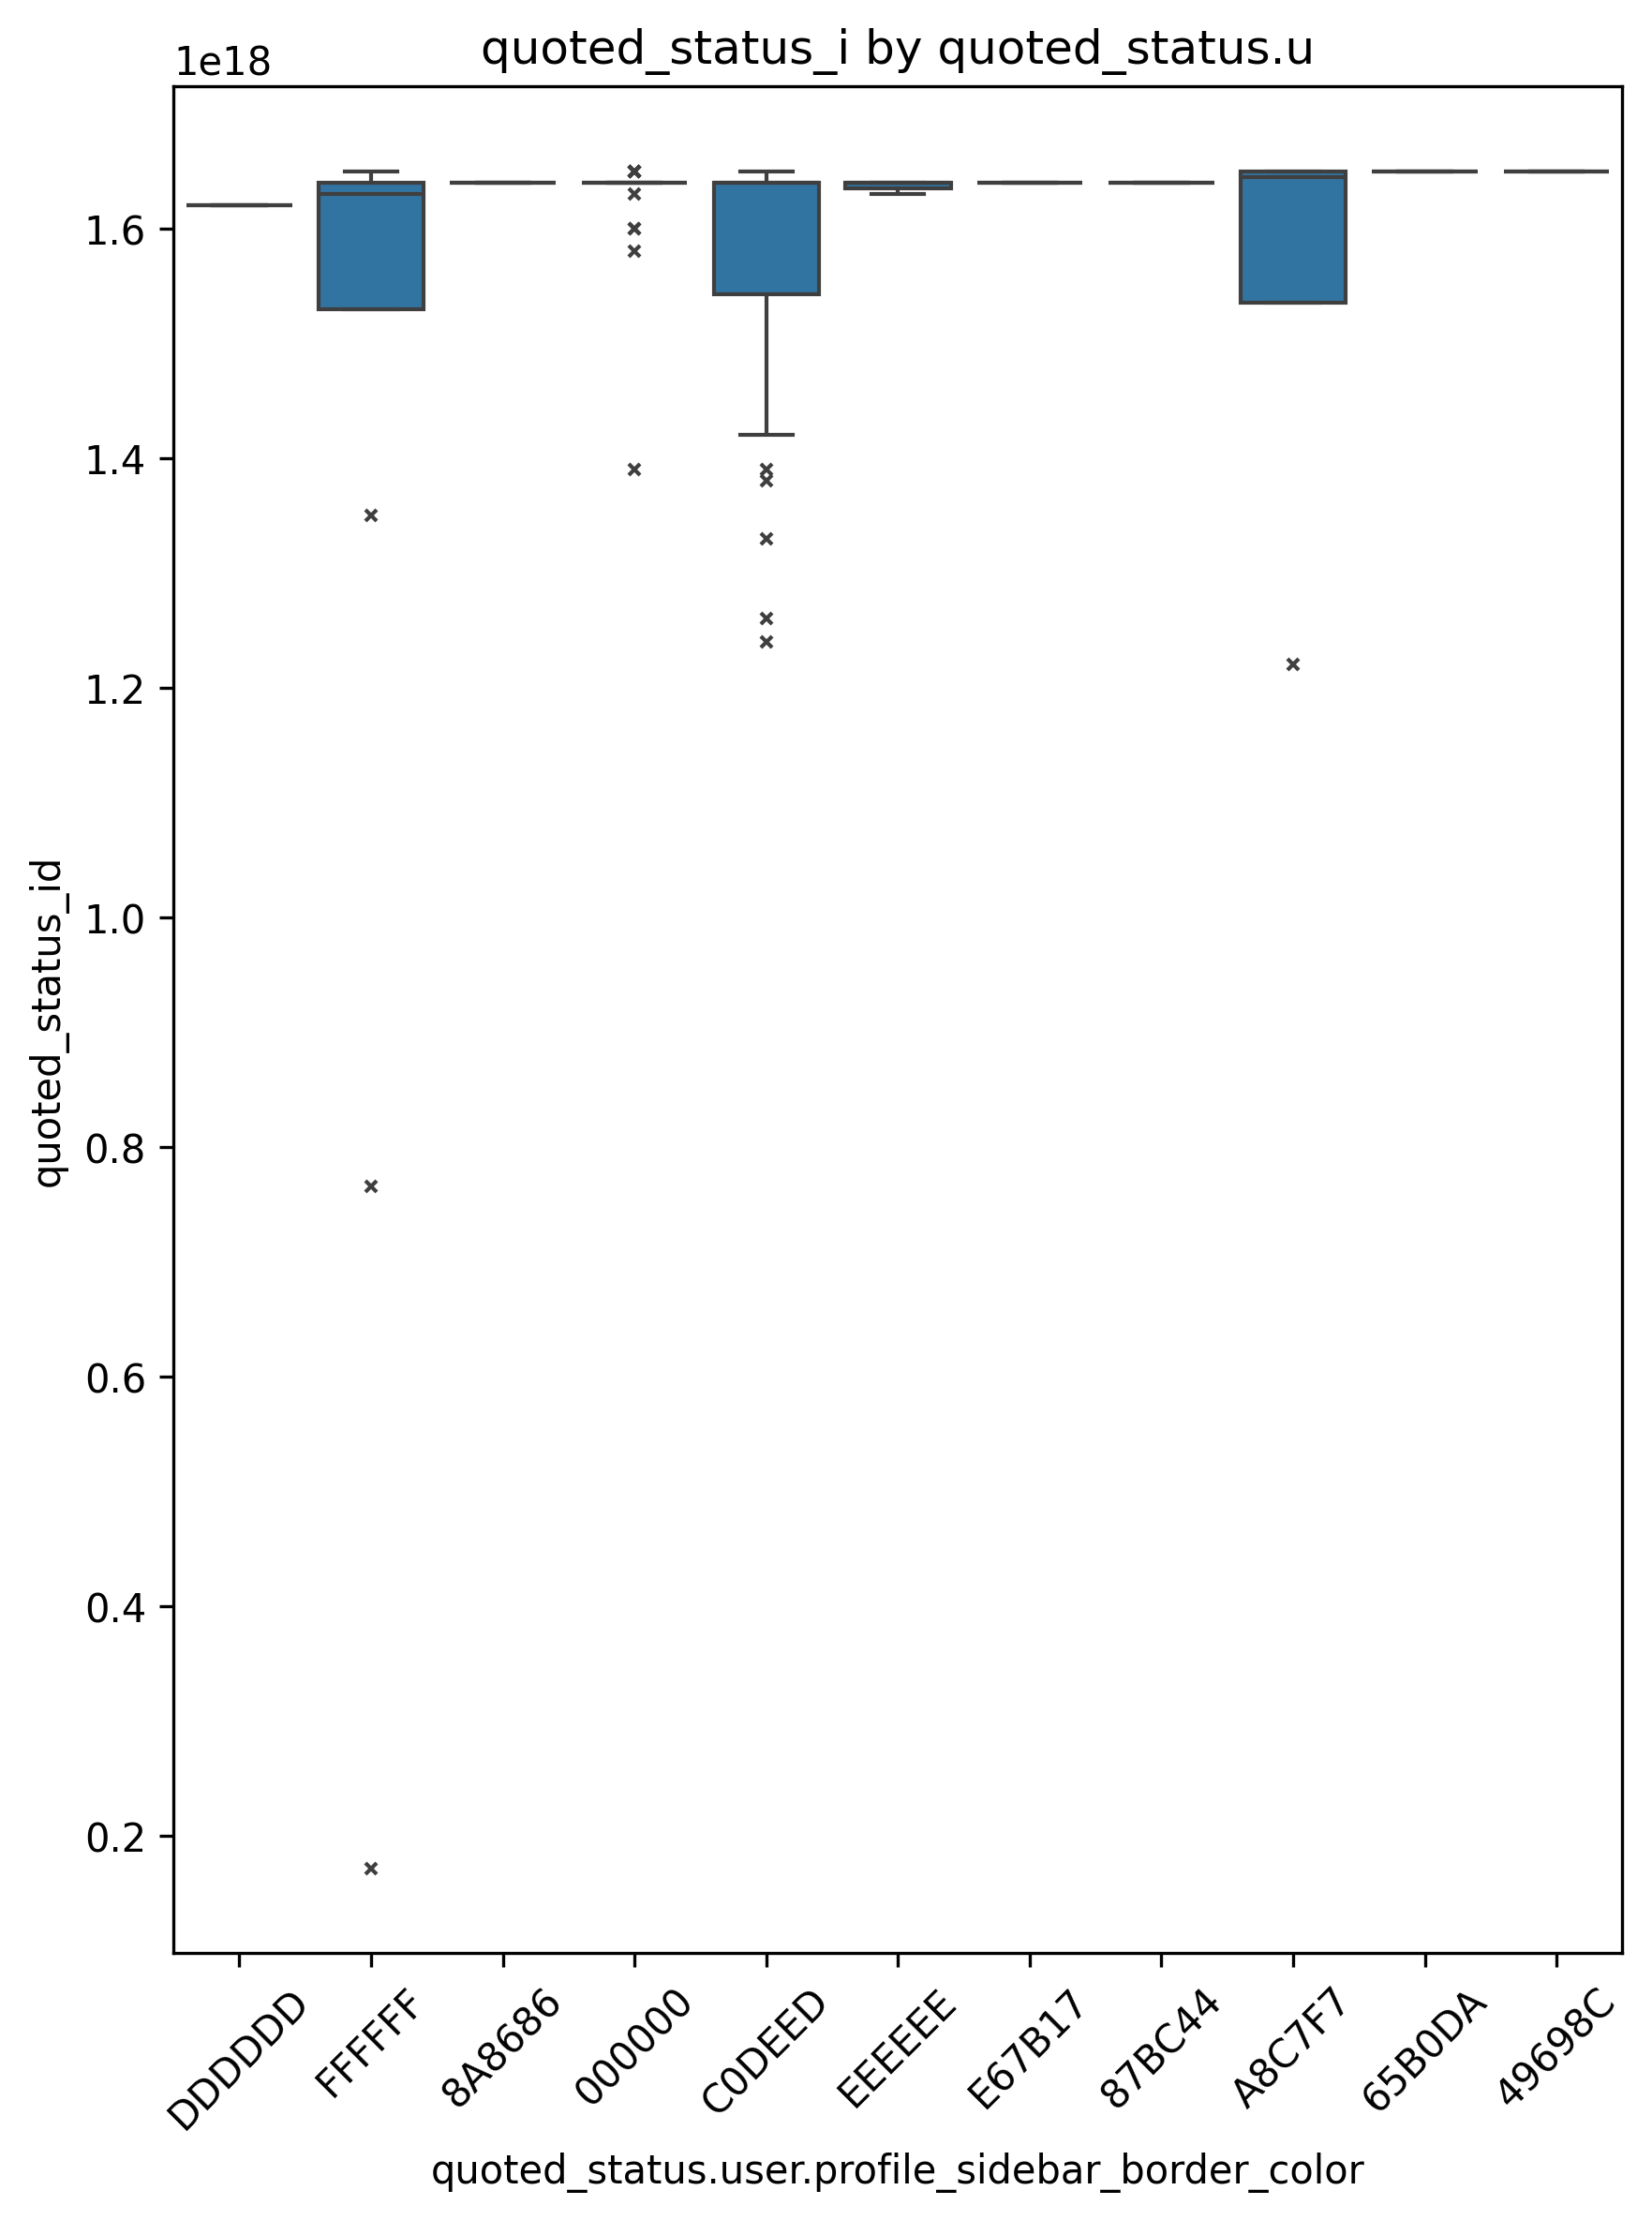 quoted_status_i by quoted_status.u
1e18
1.6
1.4
1.2
1.0
0.8
0.6
0.4
0.2
quoted_status_id
DDDDDD
FFFFFF
8A8686
000000
C0DEED
EEEEEE
E67B17
87BC44
A8C7F7
65B0DA
49698C
quoted_status.user.profile_sidebar_border_color